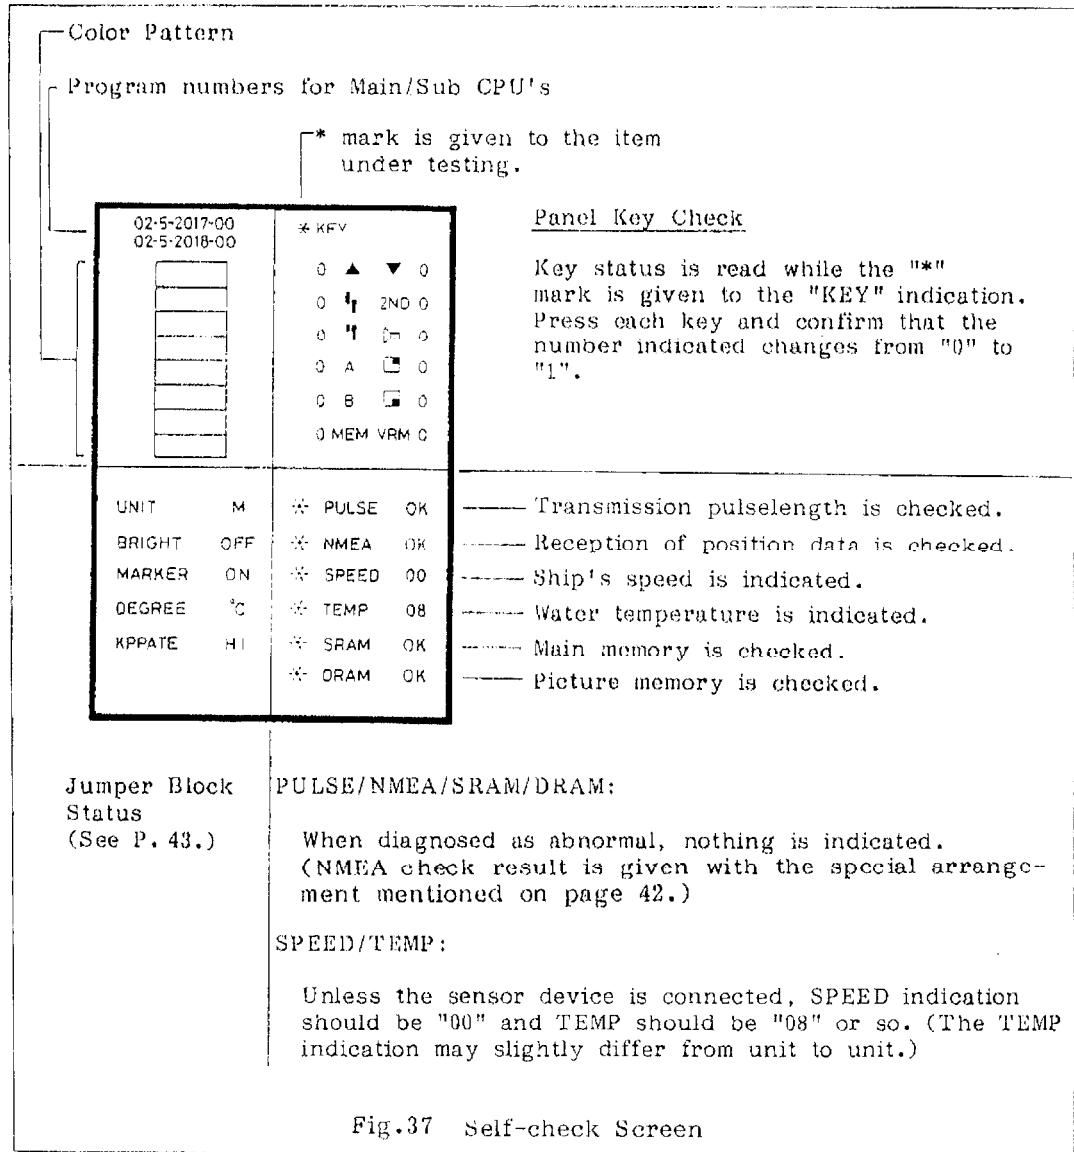 Color Pattern
Program numbers for Main/Sub CPU's
* mark is given to the item
under testing.
02-5-2017-00
02-5-2018-00
* KEY
0 ▲ ▼ 0
0 2ND 0
0 0
0 A 0
0 B 0
0 MEM VRM 0
Panel Key Check
Key status is read while the "*"
mark is given to the "KEY" indication.
Press each key and confirm that the
number indicated changes from "0" to
"1".
UNIT M
BRIGHT OFF
MARKER ON
DEGREE °C
KPPATE HI
* PULSE OK
* NMEA OK
* SPEED 00
* TEMP 08
* SRAM OK
* DRAM OK
Transmission pulselength is checked.
Reception of position data is checked.
Ship's speed is indicated.
Water temperature is indicated.
Main memory is checked.
Picture memory is checked.
Jumper Block
Status
(See P. 43.)
PULSE/NMEA/SRAM/DRAM:
When diagnosed as abnormal, nothing is indicated.
(NMEA check result is given with the special arrange-
ment mentioned on page 42.)
SPEED/TEMP:
Unless the sensor device is connected, SPEED indication
should be "00" and TEMP should be "08" or so. (The TEMP
indication may slightly differ from unit to unit.)
Fig.37 Self-check Screen